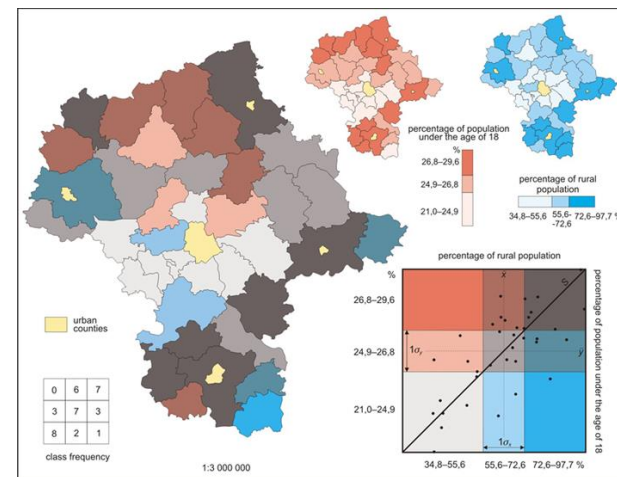 percentage of population
under the age of 18
%
26,8–29,6
24,9–26,8
21,0–24,9
percentage of rural
population
34,8–55,6
55,6-
-72,6
72,6–97,7 %
urban
counties
0 6 7
3 7 3
8 2 1
class frequency
1:3 000 000
percentage of rural population
%
26,8–29,6
24,9–26,8
21,0–24,9
1σy
1σx
x̄
S
ȳ
34,8–55,6
55,6–72,6
72,6–97,7 %
percentage of population under the age of 18